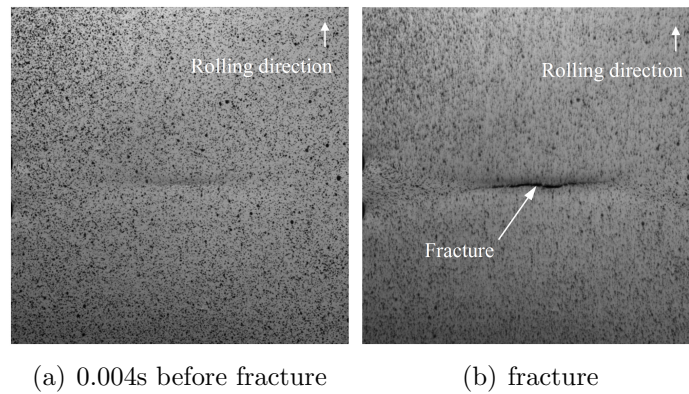 Rolling direction
Rolling direction
Fracture
(a) 0.004s before fracture
(b) fracture